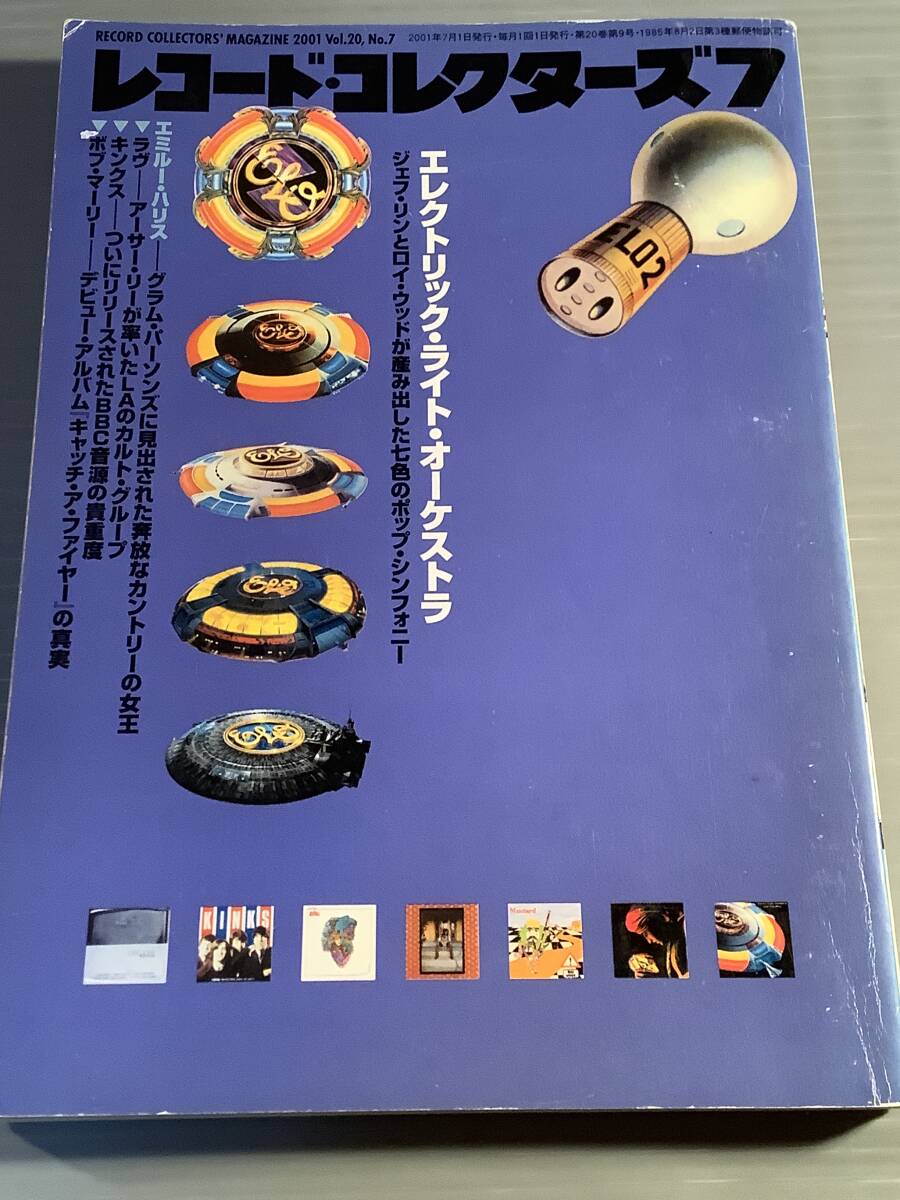 RECORD COLLECTORS' MAGAZINE 2001 Vol.20, No.7
2001年7月1日発行・毎月1回1日発行・第20巻第9号・1985年8月2日第3種郵便物認可
レコード・コレクターズ7
エレクトリック・ライト・オーケストラ
ジェフ・リンとロイ・ウッドが産み出した七色のポップ・シンフォニー
エミルー・ハリス――グラム・パーソンズに見出された奔放なカントリーの女王
▼ラヴ――アーサー・リーが率いたLAのカルト・グループ
▼キンクス――ついにリリースされたBBC音源の貴重度
▼ボブ・マーリー――デビュー・アルバム『キャッチ・ア・ファイヤー』の真実
ELO2
ELO
ELO
ELO
ELO
ELO
KINKS
Mustard